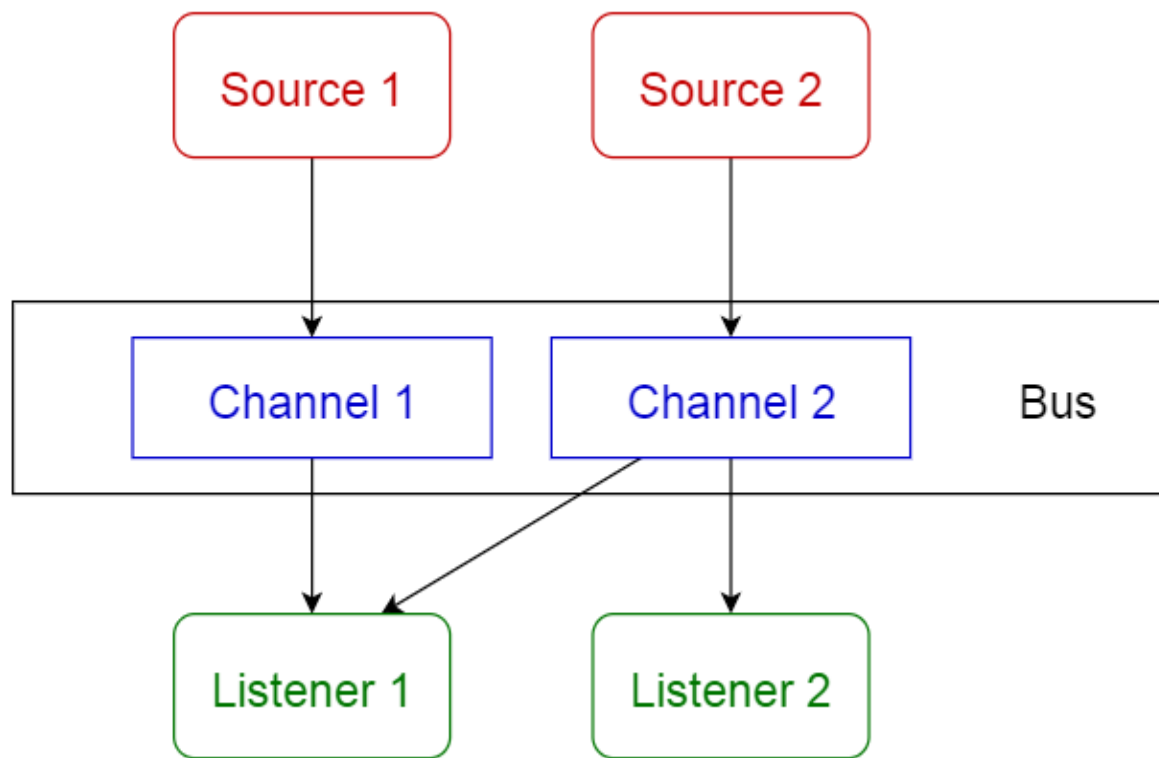 Source 1
Source 2
Channel 1
Channel 2
Bus
Listener 1
Listener 2